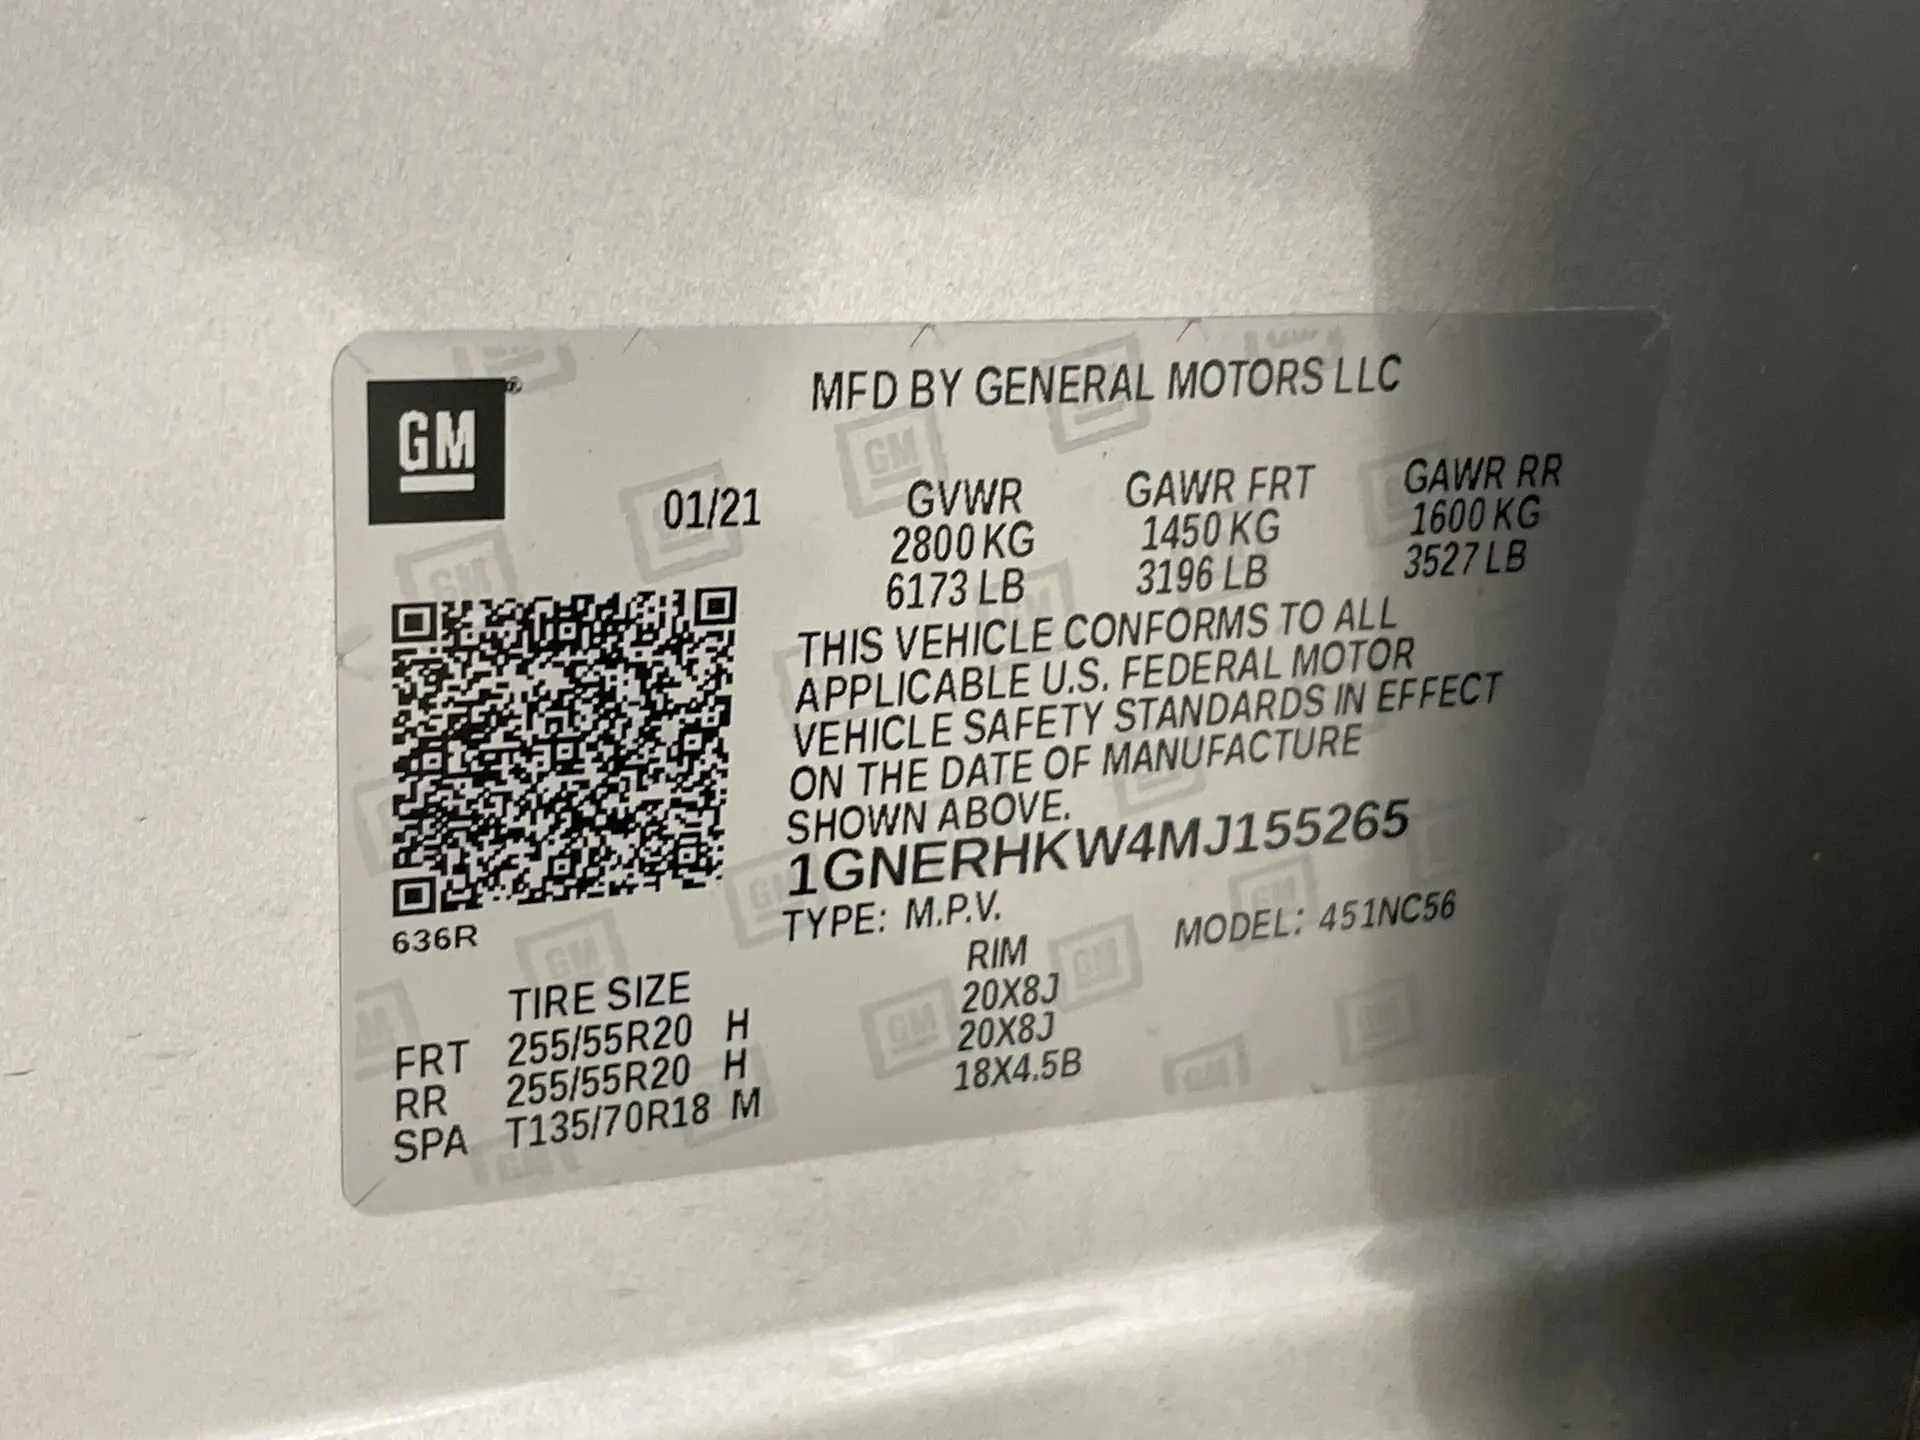 GM
MFD BY GENERAL MOTORS LLC
01/21
GVWR GAWR FRT GAWR RR
2800 KG 1450 KG 1600 KG
6173 LB 3196 LB 3527 LB
THIS VEHICLE CONFORMS TO ALL
APPLICABLE U.S. FEDERAL MOTOR
VEHICLE SAFETY STANDARDS IN EFFECT
ON THE DATE OF MANUFACTURE
SHOWN ABOVE.
1GNERHKW4MJ155265
TYPE: M.P.V. MODEL: 451NC56
636R
TIRE SIZE RIM
FRT 255/55R20 H 20X8J
RR 255/55R20 H 20X8J
SPA T135/70R18 M 18X4.5B